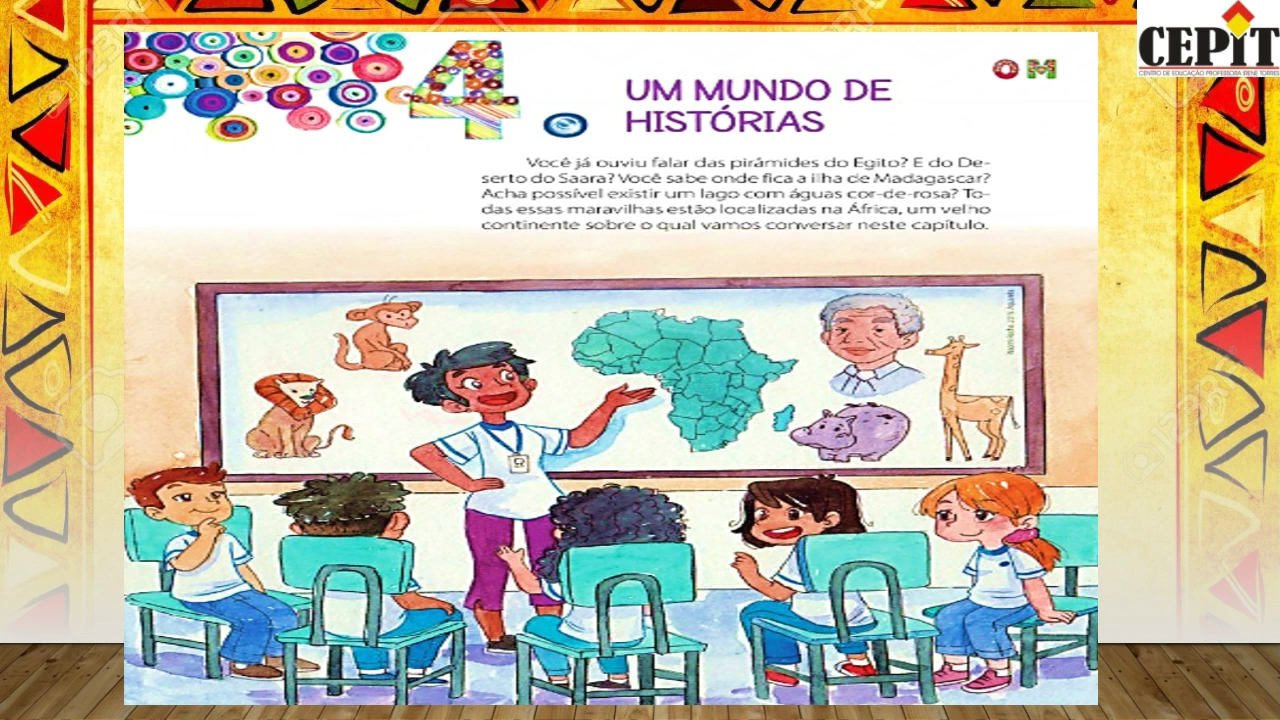 CEPIT
CENTRO DE EDUCAÇÃO PROFESSORA IRENE TORRES
4.
O M
UM MUNDO DE
HISTÓRIAS
Você já ouviu falar das pirâmides do Egito? E do De-
serto do Saara? Você sabe onde fica a ilha de Madagascar?
Acha possível existir um lago com águas cor-de-rosa? To-
das essas maravilhas estão localizadas na África, um velho
continente sobre o qual vamos conversar neste capítulo.